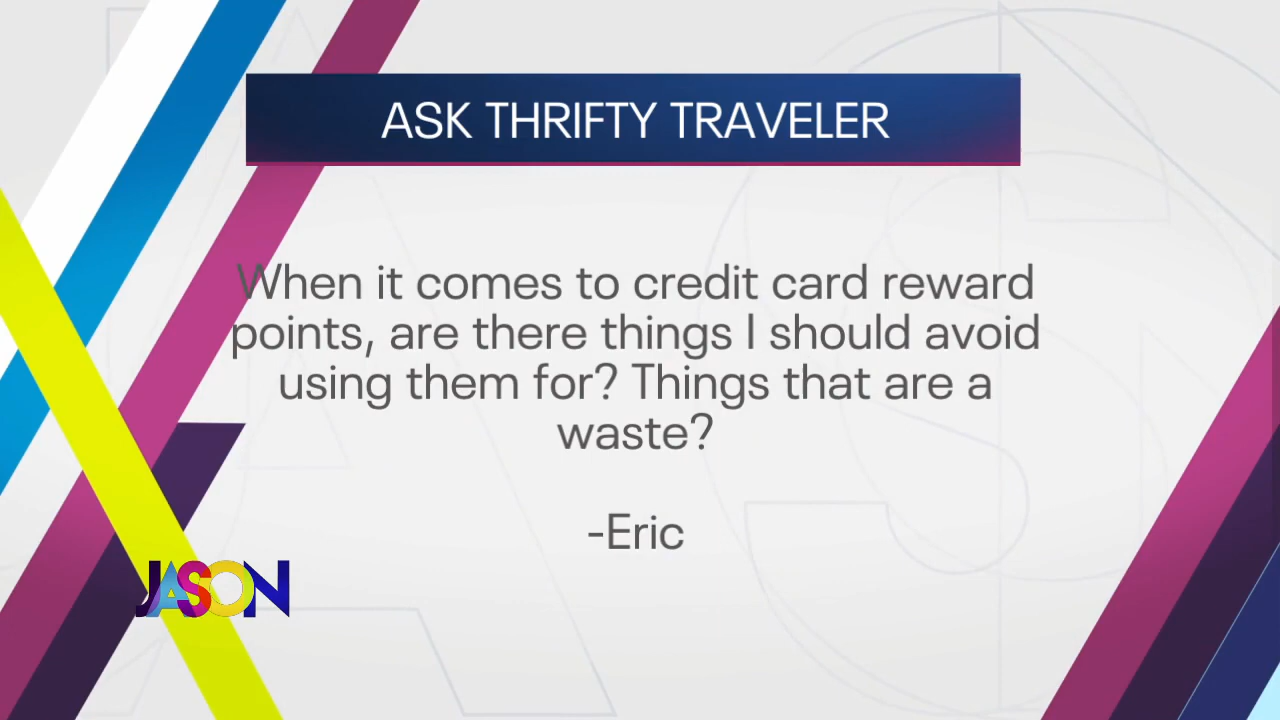 ASK THRIFTY TRAVELER
When it comes to credit card reward
points, are there things I should avoid
using them for? Things that are a
waste?
-Eric
JASON